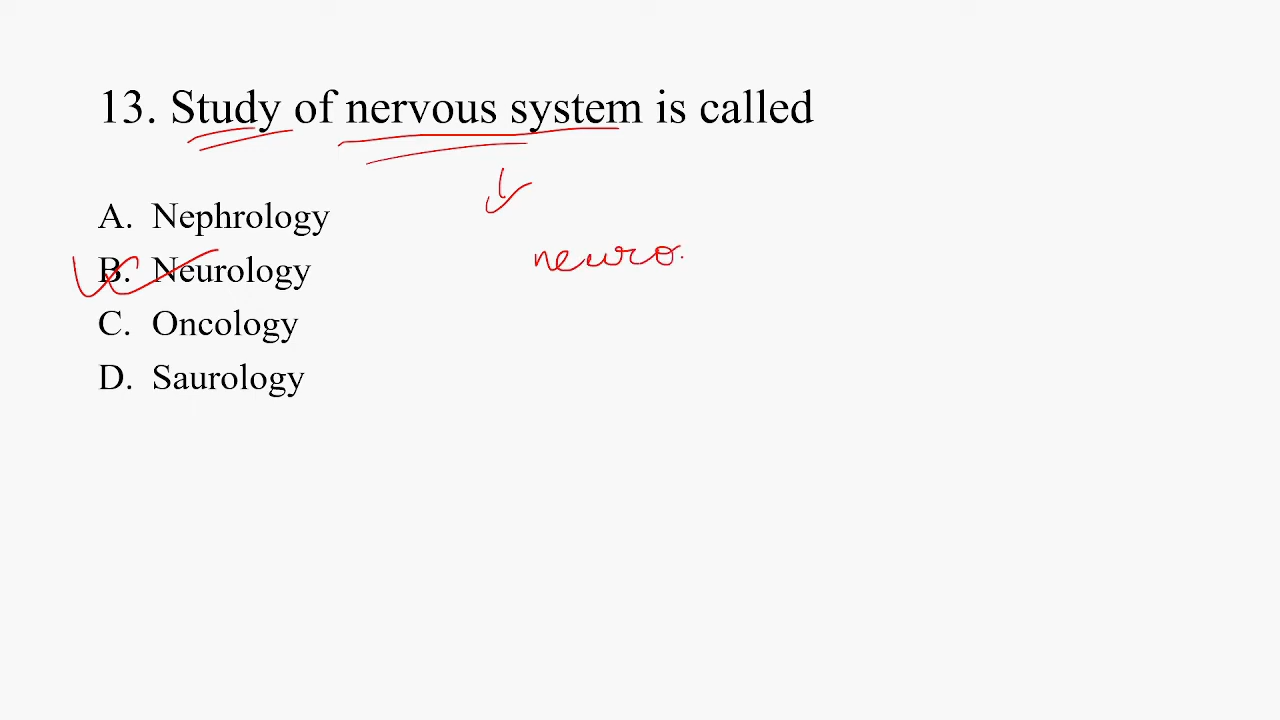 13. Study of nervous system is called
A. Nephrology
neuro.
B. Neurology
C. Oncology
D. Saurology